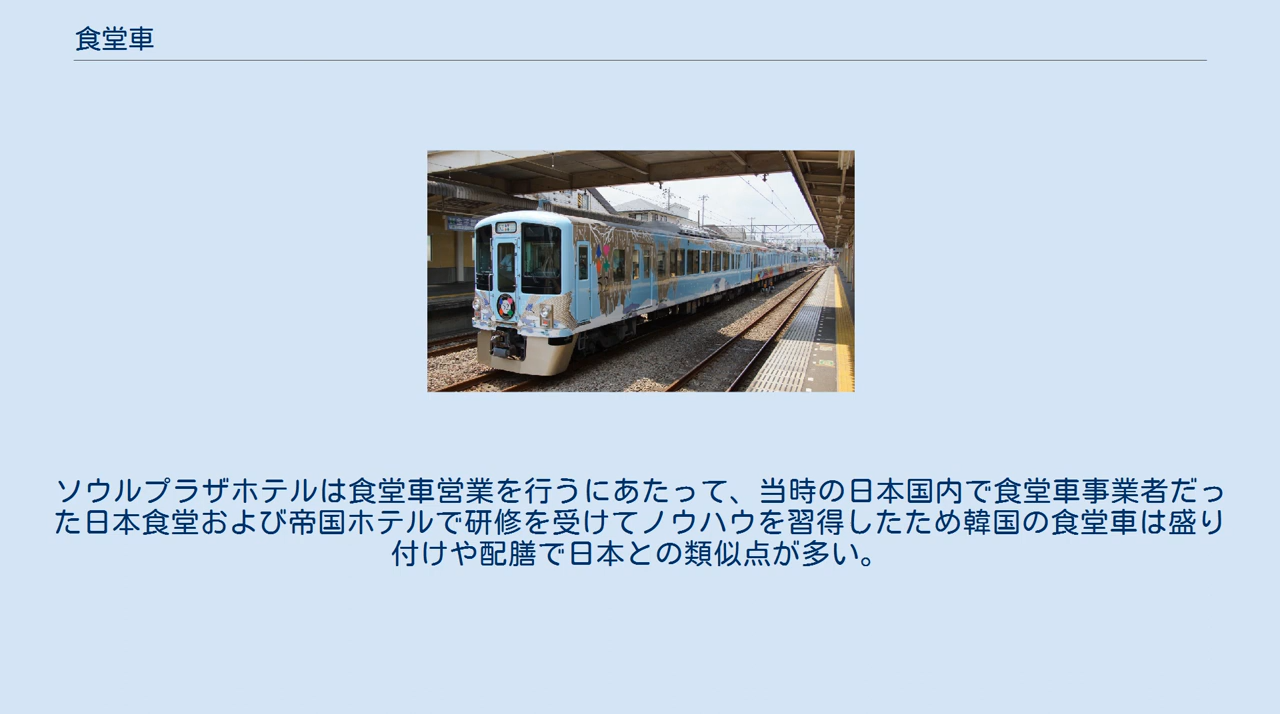 食堂車
ソウルプラザホテルは食堂車営業を行うにあたって、当時の日本国内で食堂車事業者だっ
た日本食堂および帝国ホテルで研修を受けてノウハウを習得したため韓国の食堂車は盛り
付けや配膳で日本との類似点が多い。